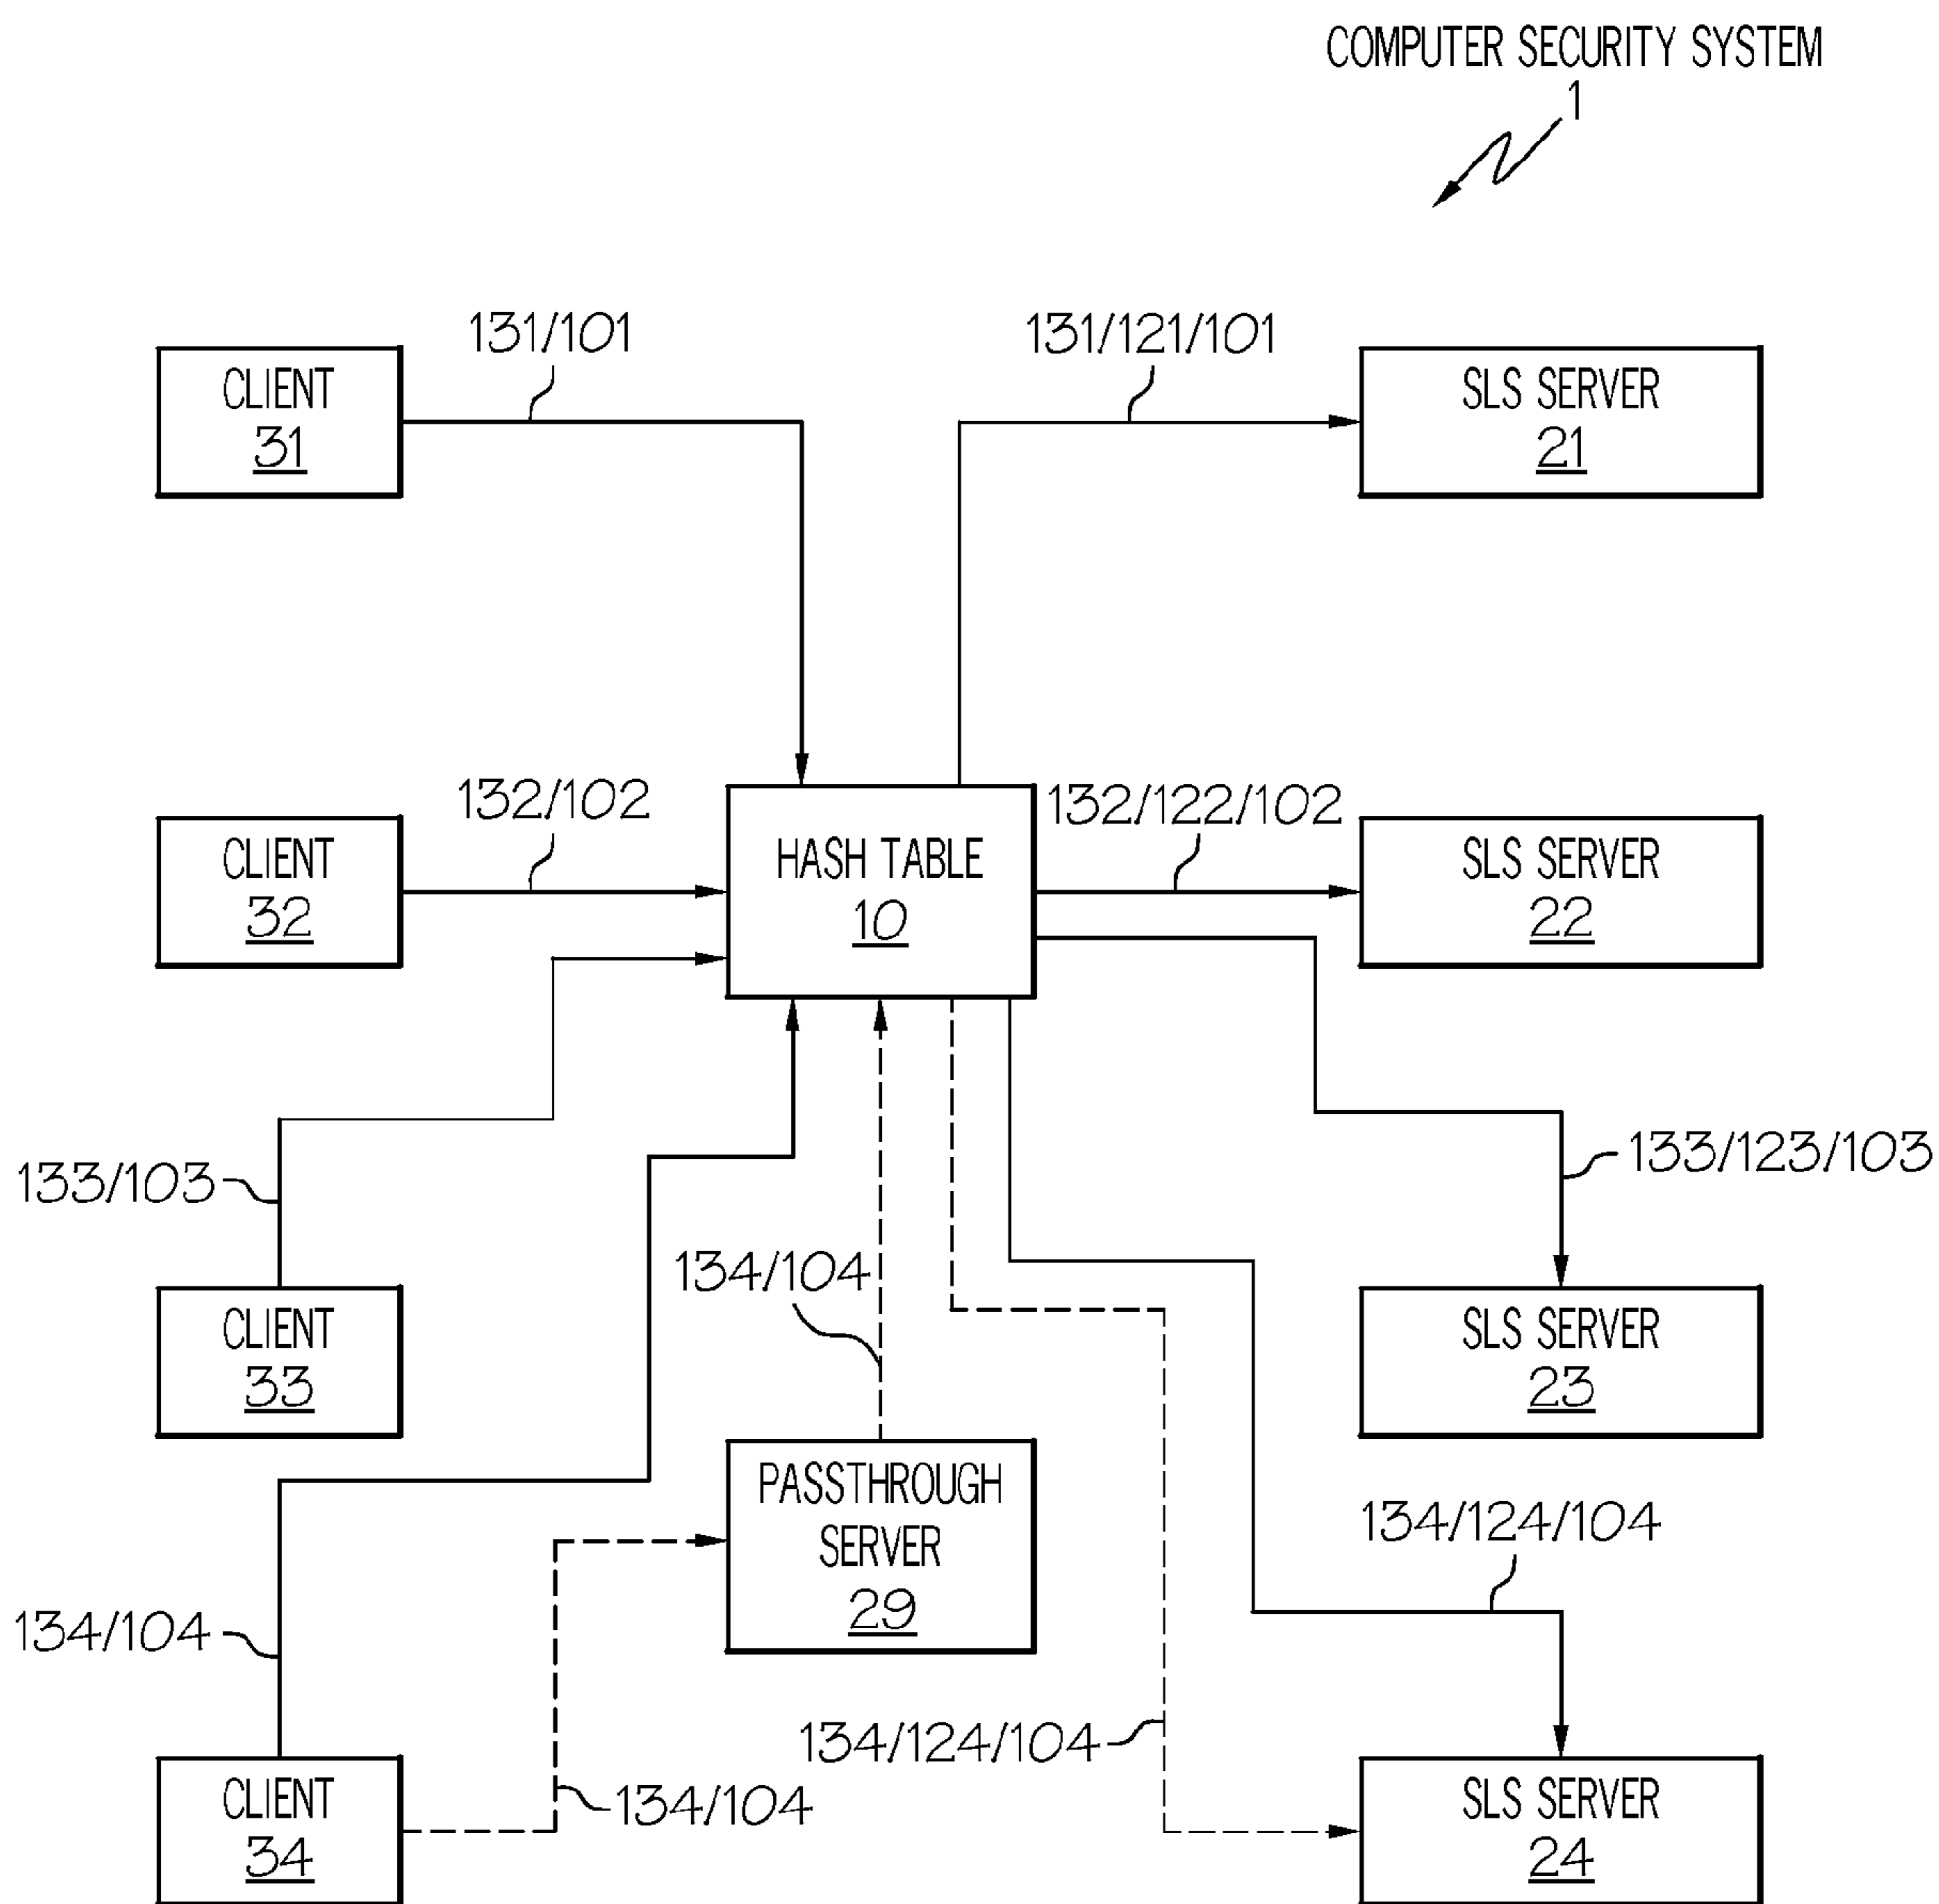 COMPUTER SECURITY SYSTEM
1
131/101
131/121/101
CLIENT
31
SLS SERVER
21
132/102
132/122/102
CLIENT
32
HASH TABLE
10
SLS SERVER
22
133/103
133/123/103
134/104
CLIENT
33
SLS SERVER
23
PASSTHROUGH
SERVER
29
134/124/104
134/104
134/124/104
134/104
CLIENT
34
SLS SERVER
24